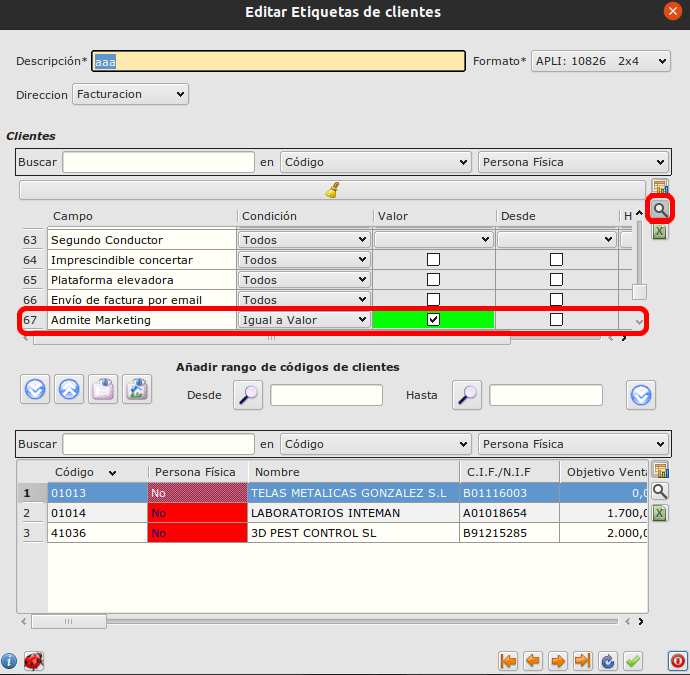 Editar Etiquetas de clientes
Descripción* aaa Formato* APLI: 10826 2x4
Direccion Facturacion
Clientes
Buscar en Código Persona Física
Campo Condición Valor Desde H
63 Segundo Conductor Todos
64 Imprescindible concertar Todos
65 Plataforma elevadora Todos
66 Envío de factura por email Todos
67 Admite Marketing Igual a Valor
Añadir rango de códigos de clientes
Desde Hasta
Buscar en Código Persona Física
Código Persona Física Nombre C.I.F./N.I.F Objetivo Venta
1 01013 No TELAS METALICAS GONZALEZ S.L B01116003 0,0
2 01014 No LABORATORIOS INTEMAN A01018654 1.700,0
3 41036 No 3D PEST CONTROL SL B91215285 2.000,0